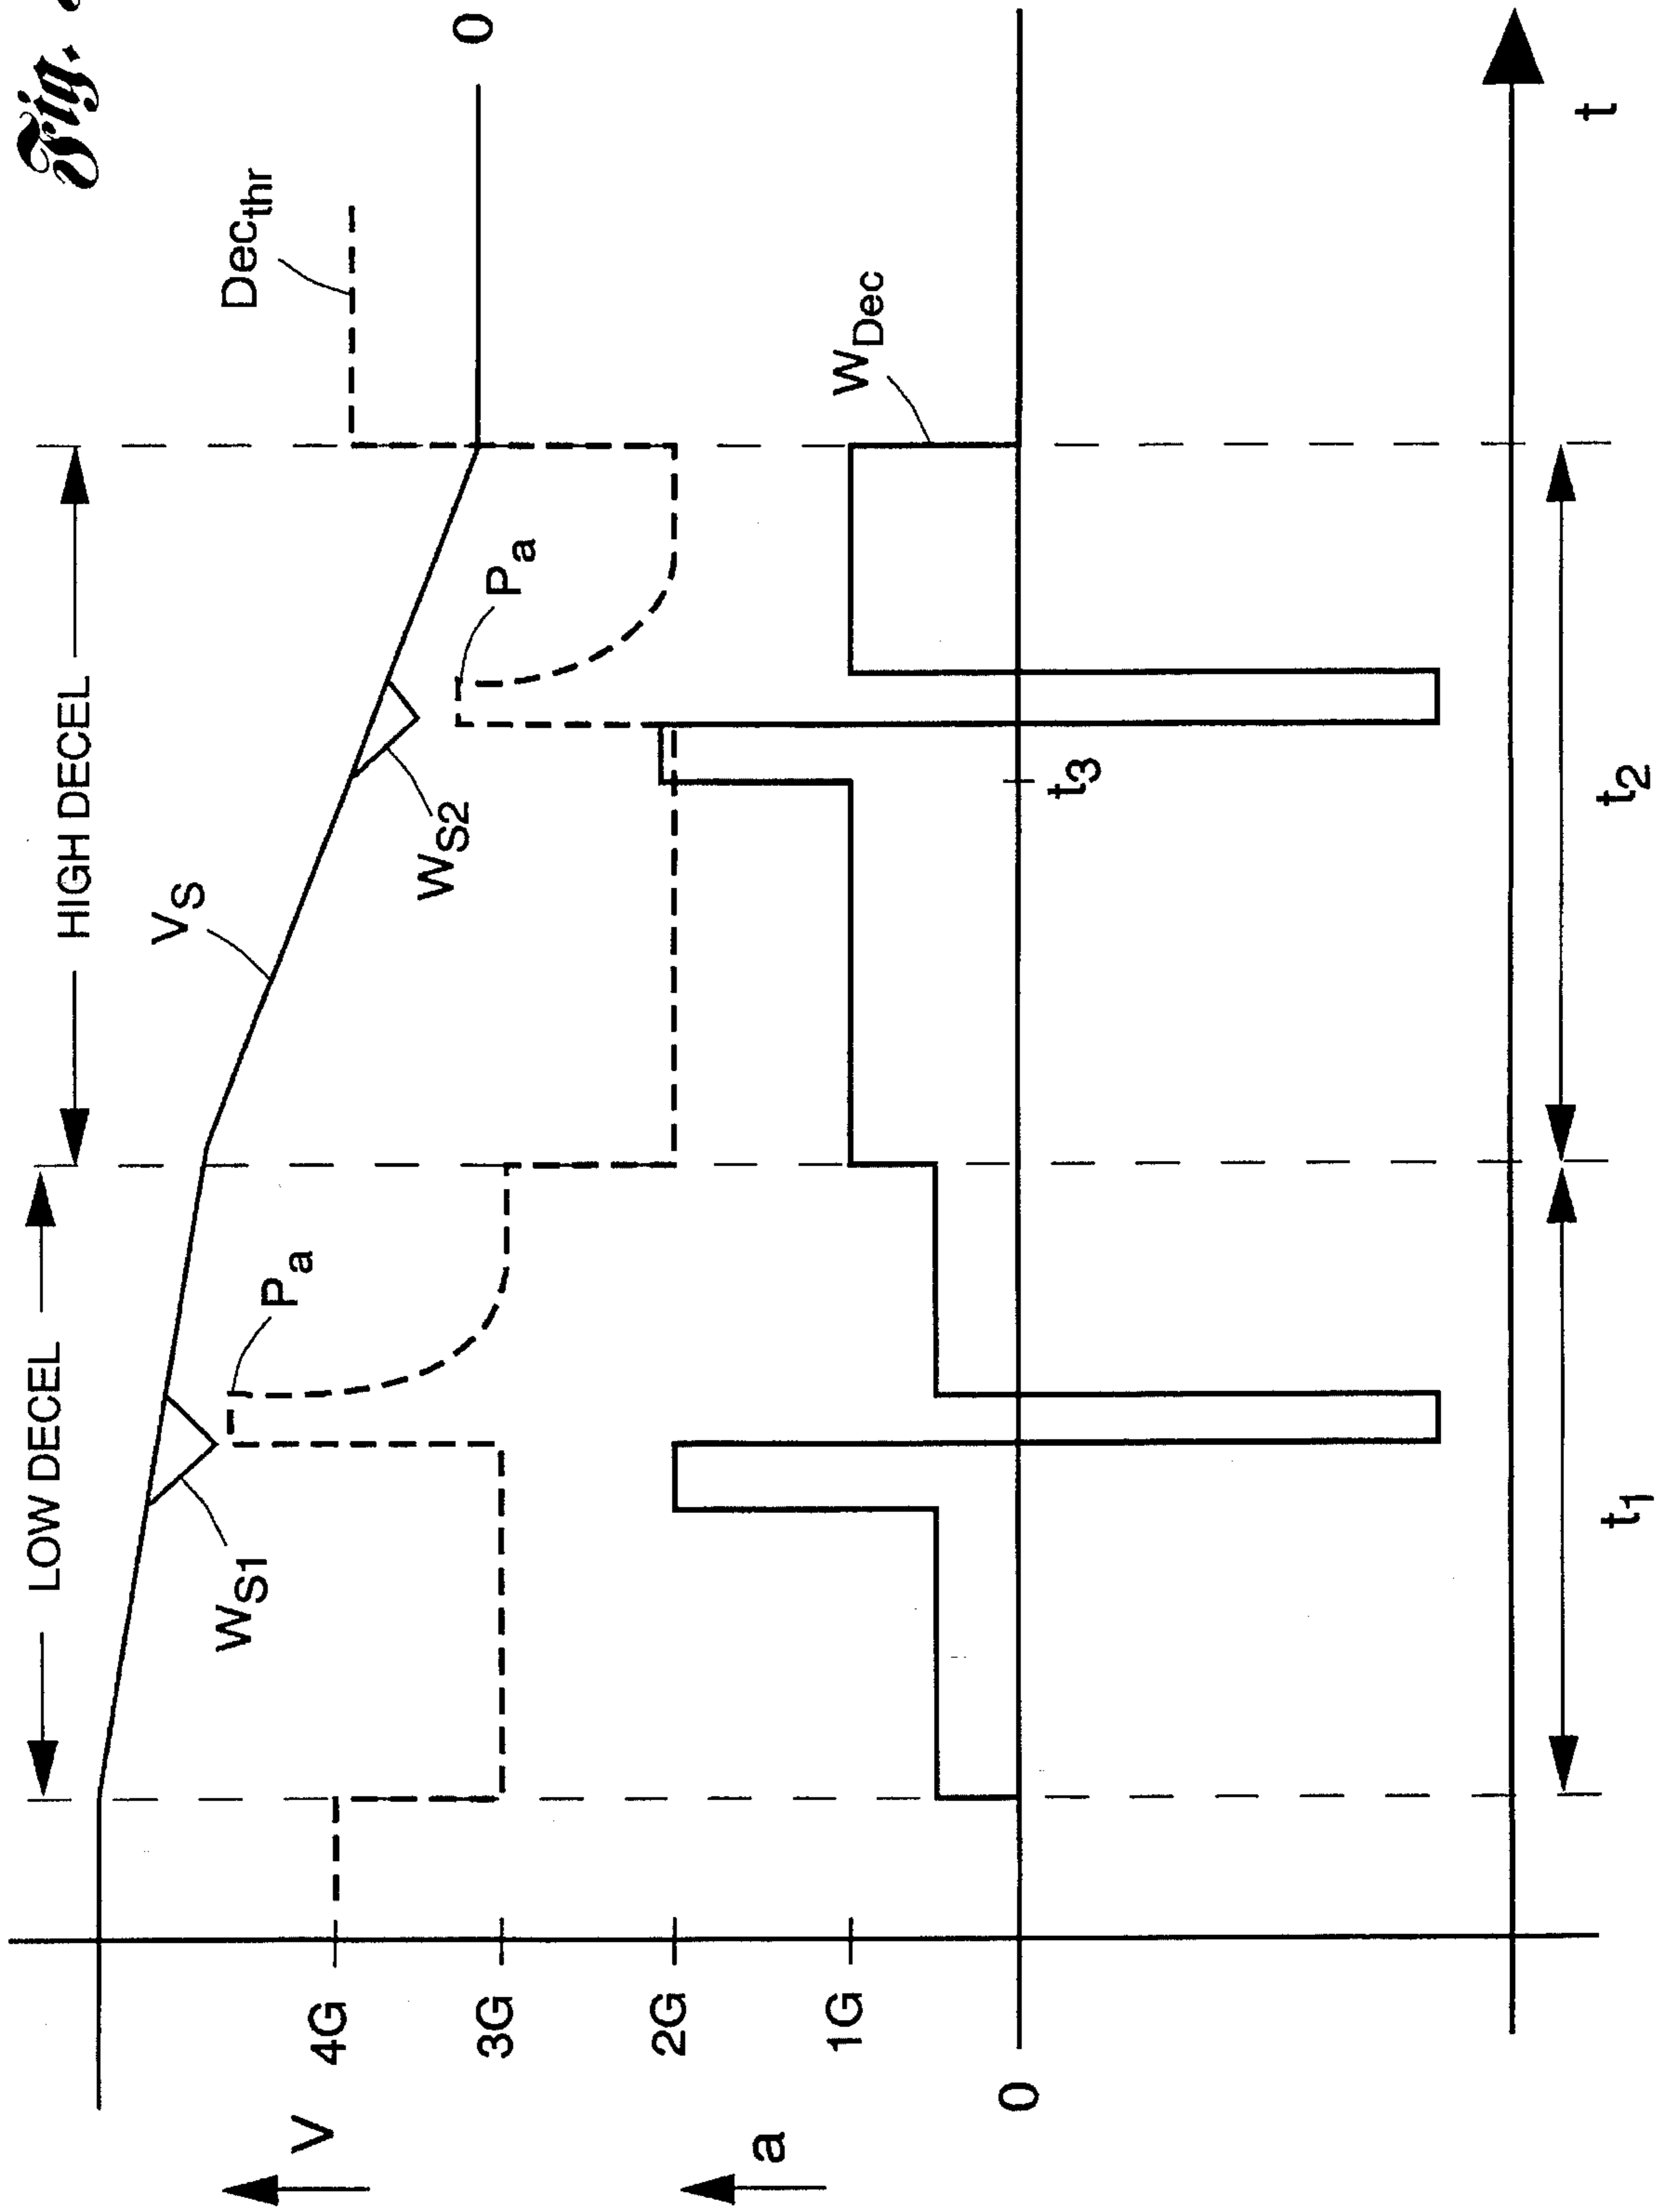 Fig.
LOW DECEL
HIGH DECEL
V
4G
3G
2G
1G
a
0
W_S1
P_a
V_S
W_S2
P_a
Dec_thr
0
W_Dec
t_3
t_1
t_2
t